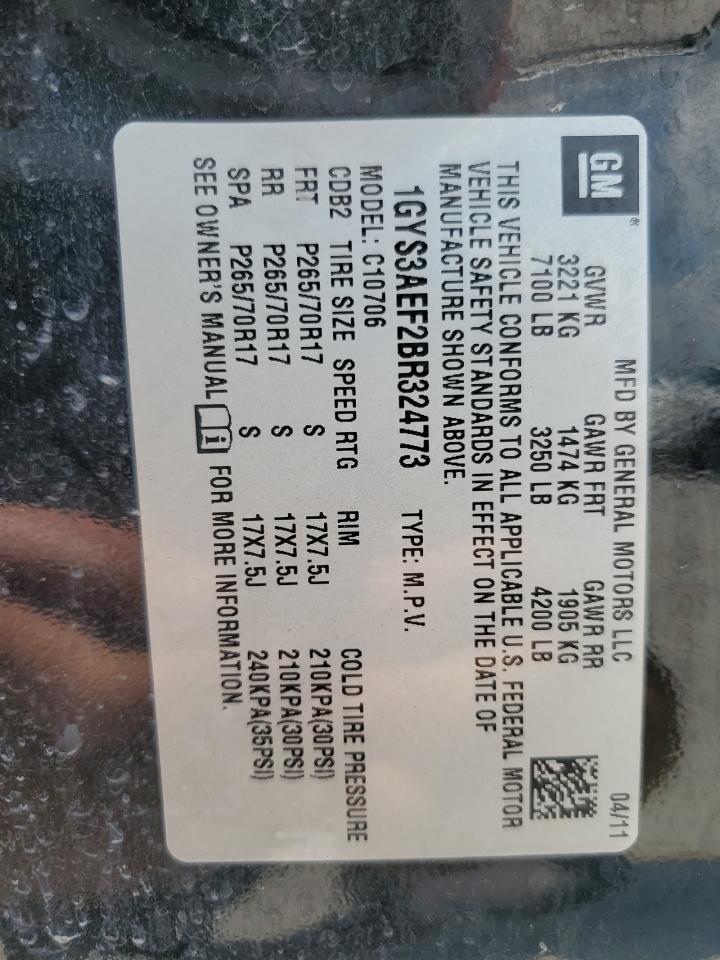 GM®
MFD BY GENERAL MOTORS LLC 04/11
GVWR GAWR FRT GAWR RR
3221 KG 1474 KG 1905 KG
7100 LB 3250 LB 4200 LB
THIS VEHICLE CONFORMS TO ALL APPLICABLE U.S. FEDERAL MOTOR
VEHICLE SAFETY STANDARDS IN EFFECT ON THE DATE OF
MANUFACTURE SHOWN ABOVE.
1GYS3AEF2BR324773 TYPE: M.P.V.
MODEL: C10706
CDB2 TIRE SIZE SPEED RTG RIM COLD TIRE PRESSURE
FRT P265/70R17 S 17X7.5J 210KPA(30PSI)
RR P265/70R17 S 17X7.5J 210KPA(30PSI)
SPA P265/70R17 S 17X7.5J 240KPA(35PSI)
SEE OWNER'S MANUAL FOR MORE INFORMATION.